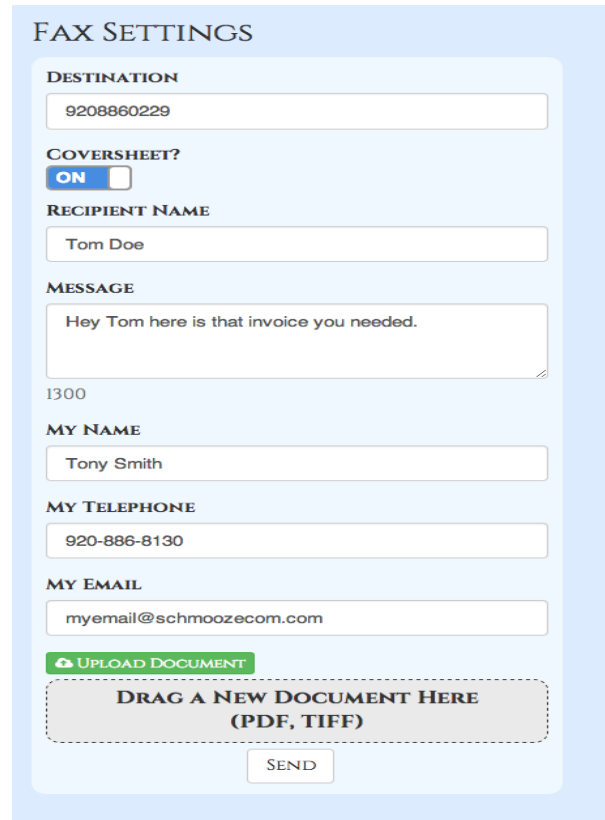 Fax Settings
Destination
9208860229
Coversheet?
ON
Recipient Name
Tom Doe
Message
Hey Tom here is that invoice you needed.
1300
My Name
Tony Smith
My Telephone
920-886-8130
My Email
myemail@schmoozecom.com
Upload Document
Drag a New Document Here
(PDF, TIFF)
Send